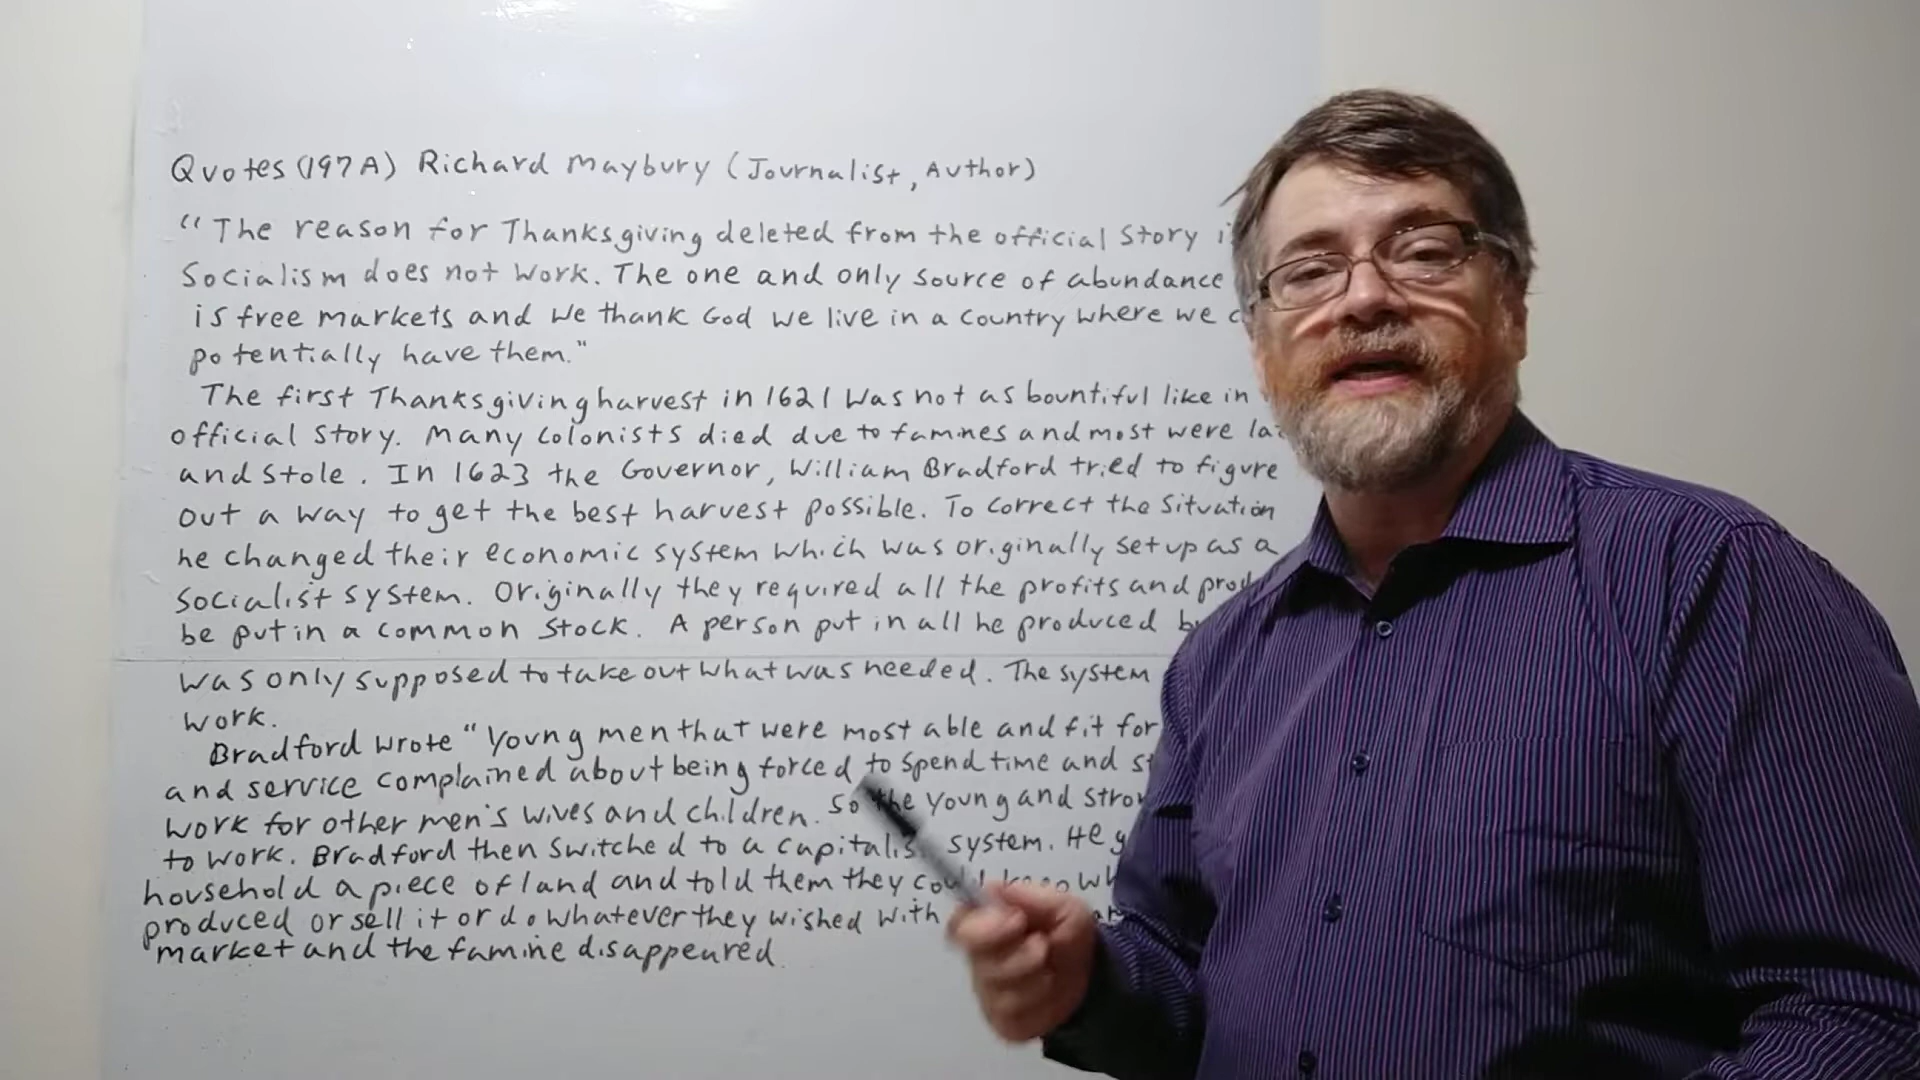 Quotes (197A) Richard Maybury (Journalist, Author)
"The reason for Thanksgiving deleted from the official story
Socialism does not work. The one and only source of abundance
is free markets and we thank God we live in a country where we
potentially have them."
The first Thanksgiving harvest in 1621 was not as bountiful like in
official story. Many colonists died due to famines and most were
and stole. In 1623 the Governor, William Bradford tried to figure
out a way to get the best harvest possible. To correct the situation
he changed their economic system which was originally set up as a
socialist system. Originally they required all the profits and
be put in a common stock. A person put in all he produced
was only supposed to take out what was needed. The system
work.
Bradford wrote "Young men that were most able and fit for
and service complained about being forced to spend time and
work for other men's wives and children. So the young and
to work. Bradford then switched to a capitalist system. He
household a piece of land and told them they could keep
produced or sell it or do whatever they wished with
market and the famine disappeared.